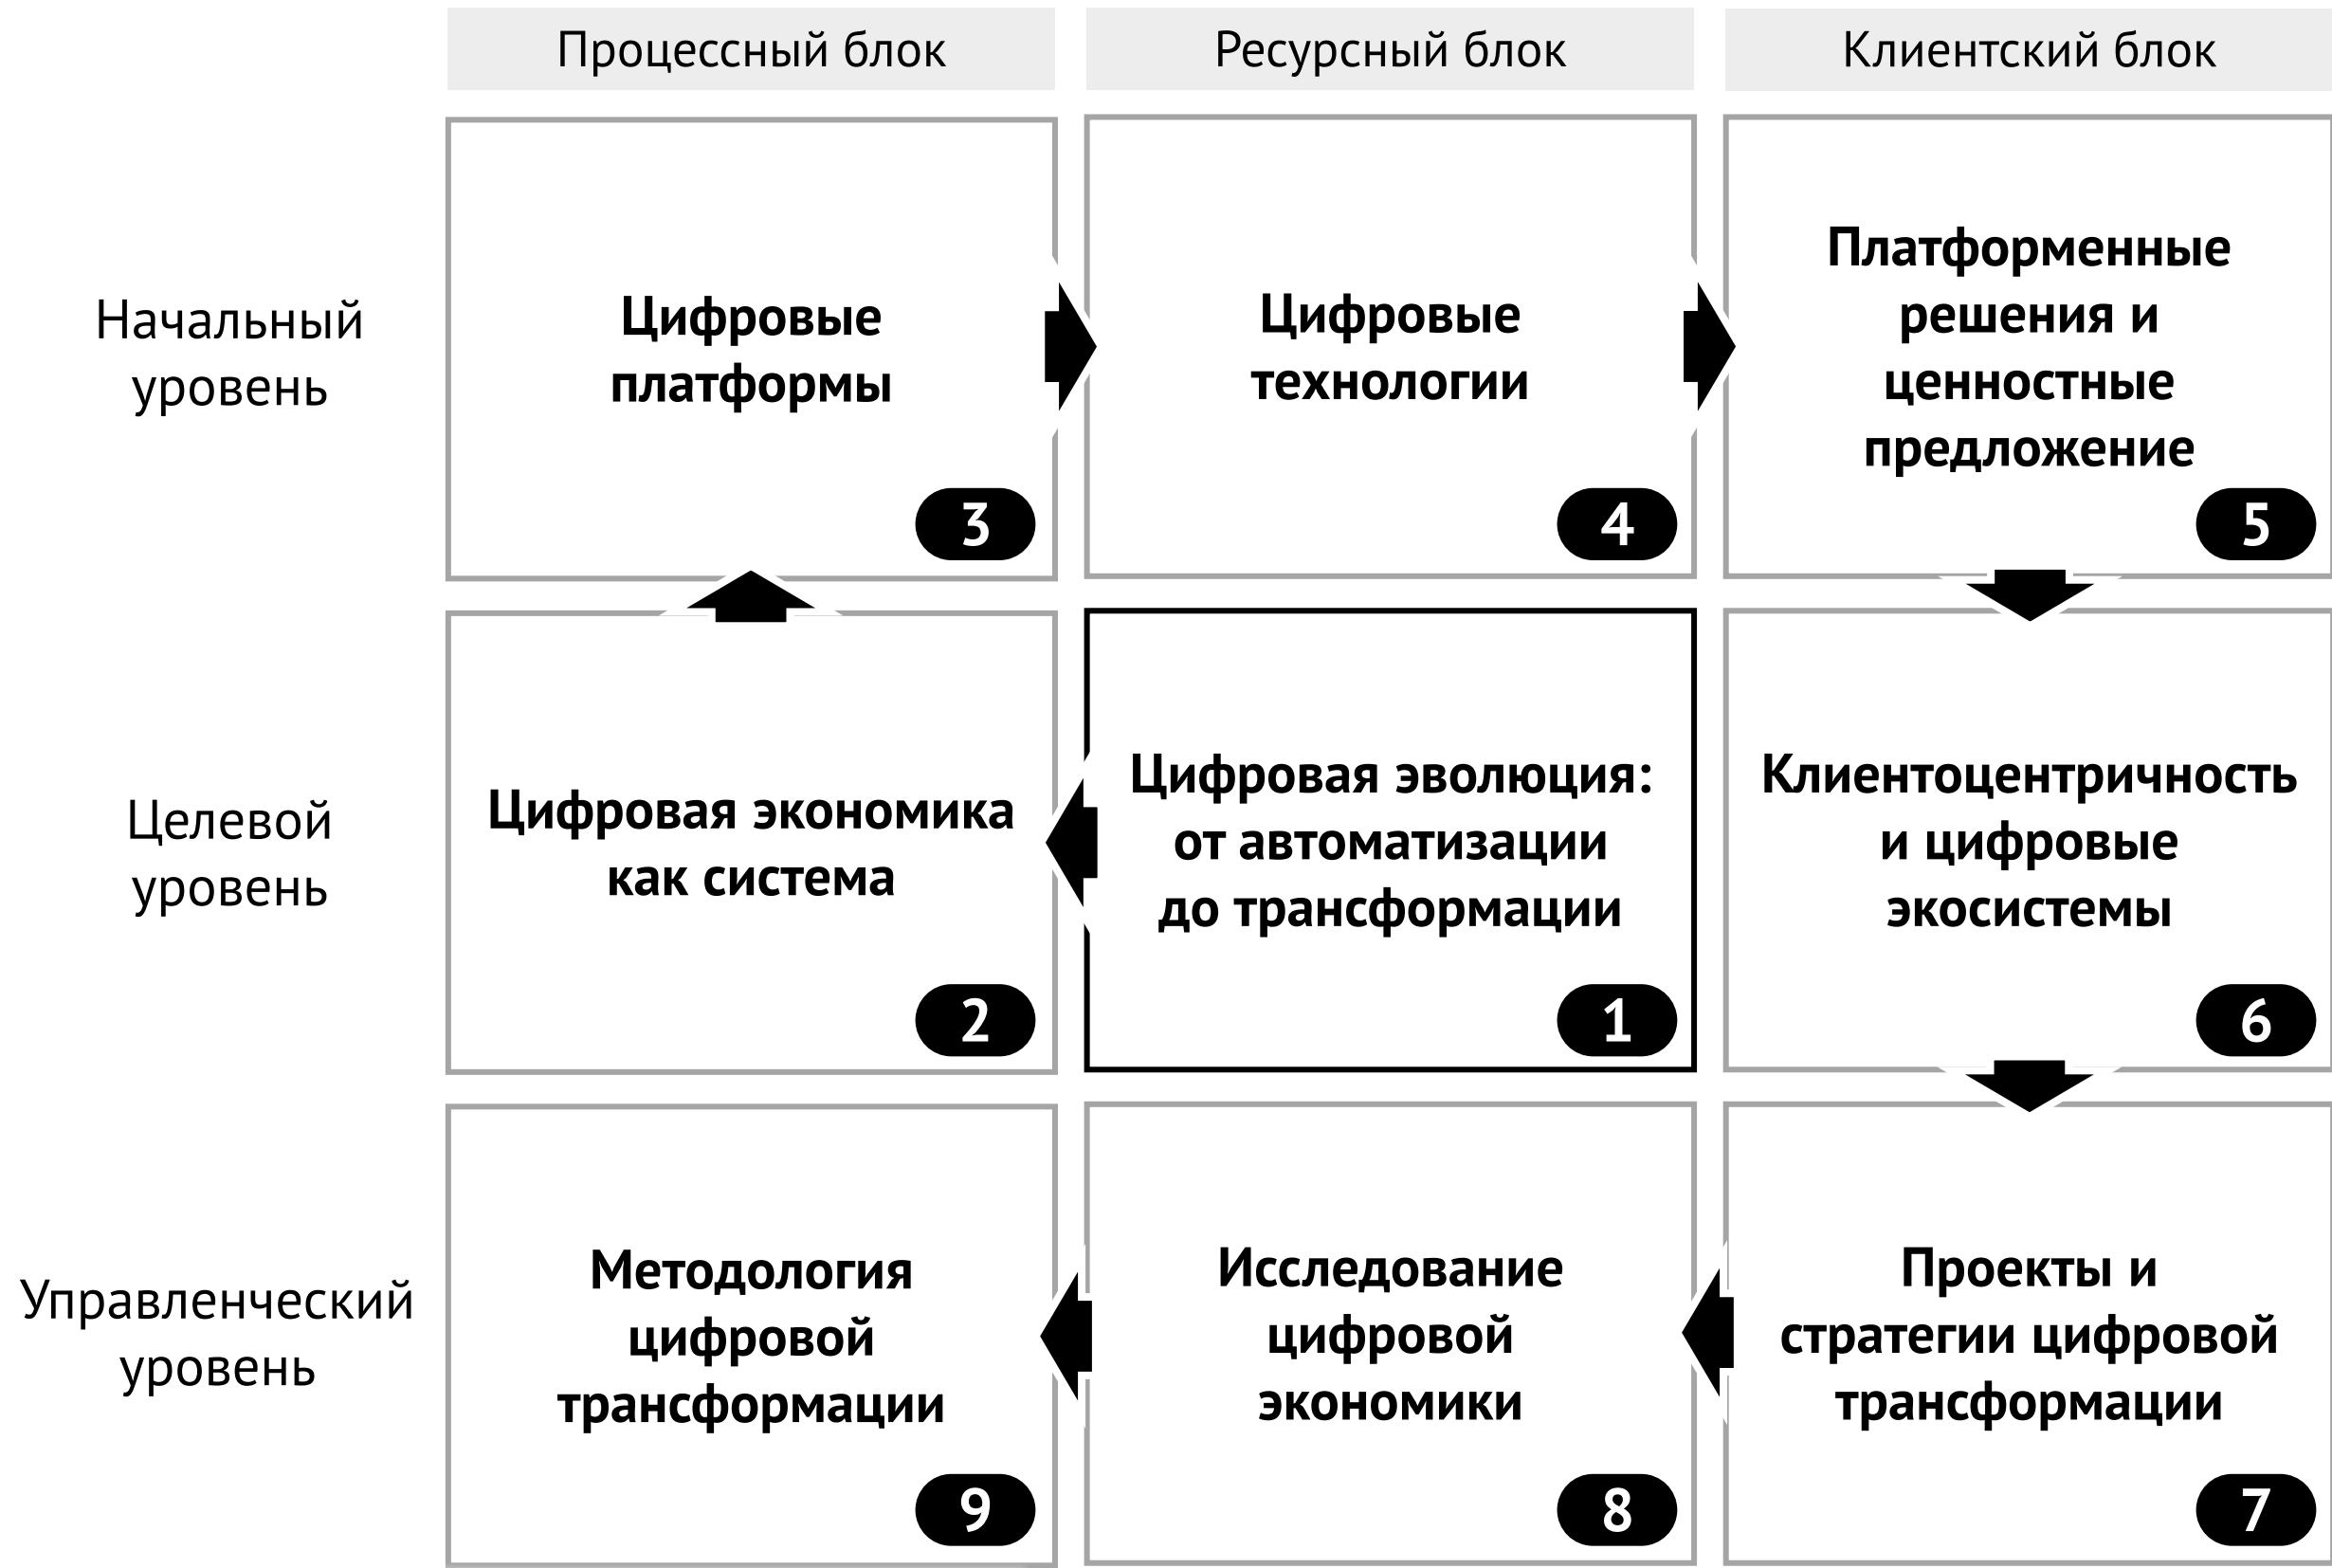 Процессный блок
Ресурсный блок
Клиентский блок
Начальный
уровень
Цифровые
платформы
3
Цифровые
технологии
4
Платформенные
решения и
ценностные
предложение
5
Целевой
уровень
Цифровая экономика
как система
2
Цифровая эволюция:
от автоматизации
до трансформации
1
Клиентоцентричность
и цифровые
экосистемы
6
Управленческий
уровень
Методология
цифровой
трансформации
9
Исследование
цифровой
экономики
8
Проекты и
стратегии цифровой
трансформации
7